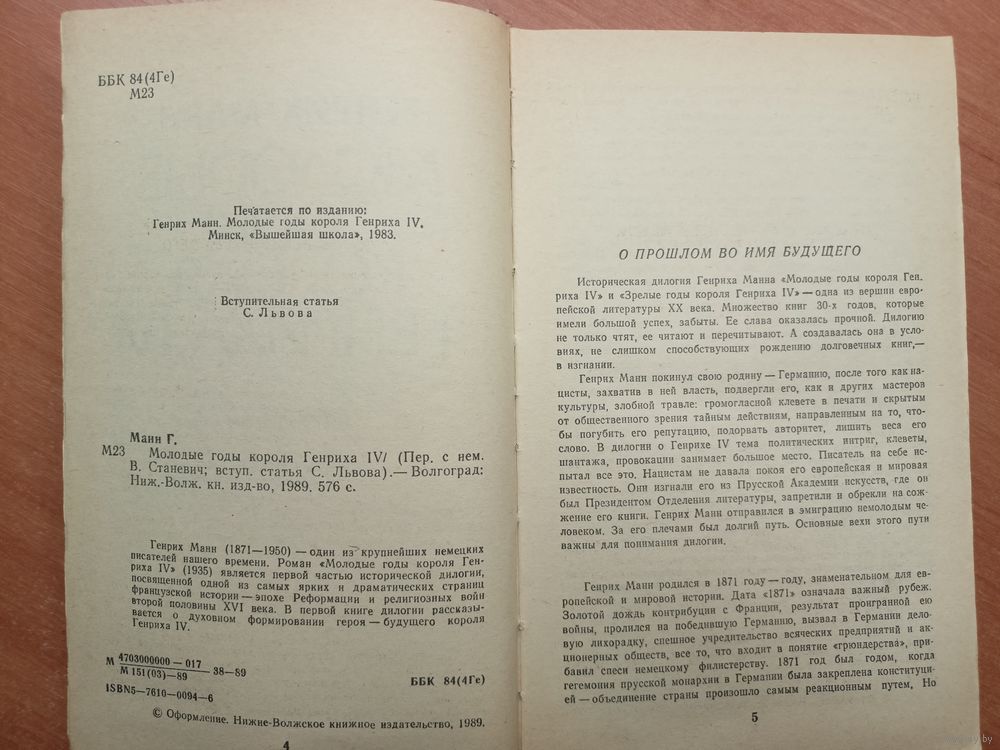 ББК 84(4Ге)
М23
Печатается по изданию:
Генрих Манн. Молодые годы короля Генриха IV.
Минск, «Вышейшая школа», 1983.
Вступительная статья
С. Львова
Манн Г.
М23
Молодые годы короля Генриха IV/ (Пер. с нем.
В. Станевич; вступ. статья С. Львова).— Волгоград:
Ниж.-Волж. кн. изд-во, 1989. 576 с.
Генрих Манн (1871—1950) — один из крупнейших немецких
писателей нашего времени. Роман «Молодые годы короля Ген-
риха IV» (1935) является первой частью исторической дилогии,
посвященной одной из самых ярких и драматических страниц
французской истории — эпохе Реформации и религиозных войн
второй половины XVI века. В первой книге дилогии рассказы-
вается о духовном формировании героя — будущего короля
Генриха IV.
М 4703000000—017
М 151(03)—89
38—89
ISBN5—7610—0094—6
ББК 84(4Ге)
© Оформление. Нижне-Волжское книжное издательство, 1989.
4
О ПРОШЛОМ ВО ИМЯ БУДУЩЕГО
Историческая дилогия Генриха Манна «Молодые годы короля Ген.
риха IV» и «Зрелые годы короля Генриха IV» — одна из вершин евро-
пейской литературы XX века. Множество книг 30-х годов, которые
имели большой успех, забыты. Ее слава оказалась прочной. Дилогию
не только чтят, ее читают и перечитывают. А создавалась она в усло-
виях, не слишком способствующих рождению долговечных книг,—
в изгнании.
Генрих Манн покинул свою родину — Германию, после того как на-
цисты, захватив в ней власть, подвергли его, как и других мастеров
культуры, злобной травле: громогласной клевете в печати и скрытым
от общественного зрения тайным действиям, направленным на то, что-
бы погубить его репутацию, подорвать авторитет, лишить веса его
слово. В дилогии о Генрихе IV тема политических интриг, клеветы,
шантажа, провокации занимает большое место. Писатель на себе ис-
пытал все это. Нацистам не давала покоя его европейская и мировая
известность. Они изгнали его из Прусской Академии искусств, где он
был Президентом Отделения литературы, запретили и обрекли на сож-
жение его книги. Генрих Манн отправился в эмиграцию немолодым че-
ловеком. За его плечами был долгий путь. Основные вехи этого пути
важны для понимания дилогии.
Генрих Манн родился в 1871 году — году, знаменательном для ев-
ропейской и мировой истории. Дата «1871» означала важный рубеж.
Золотой дождь контрибуции с Франции, результат проигранной ею
войны, пролился на победившую Германию, вызвал в Германии дело-
вую лихорадку, спешное учредительство всяческих предприятий и ак-
ционерных обществ, все то, что входит в понятие «грюндерства», при-
бавил спеси немецкому филистерству. 1871 год был годом, когда
гегемония прусской монархии в Германии была закреплена конституци-
ей — объединение страны произошло самым реакционным путем. Но
5